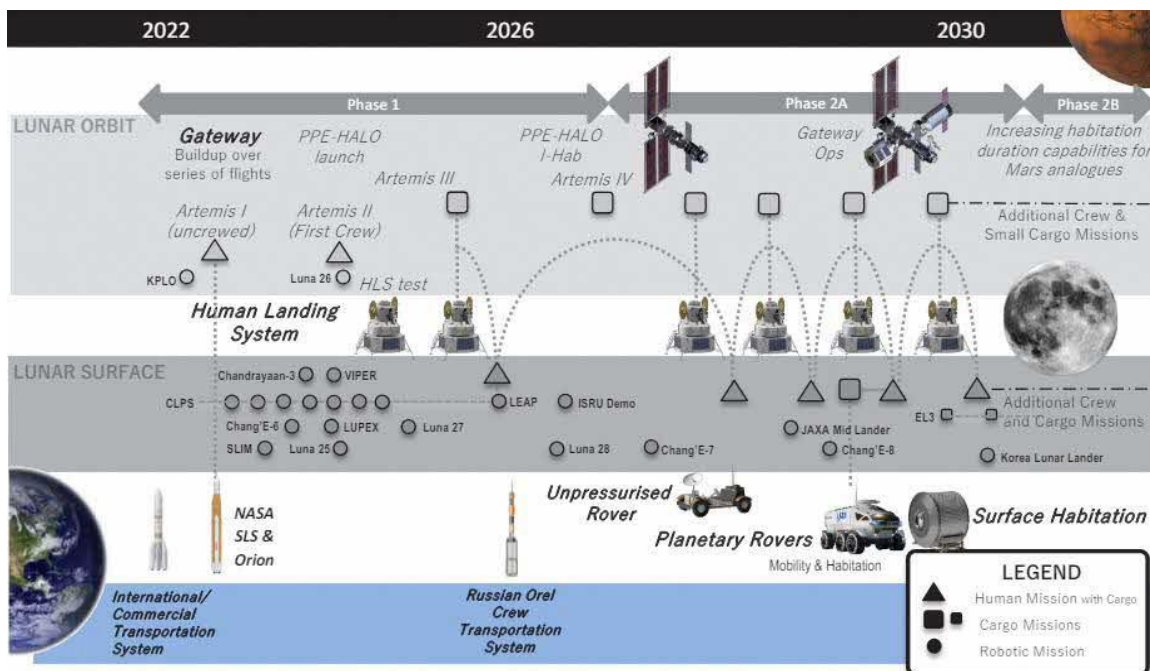 2022
2026
2030
Phase 1
Phase 2A
Phase 2B
LUNAR ORBIT
Gateway
Buildup over
series of flights
PPE-HALO
launch
PPE-HALO
I-Hab
Gateway
Ops
Increasing habitation
duration capabilities for
Mars analogues
Artemis I
(uncrewed)
Artemis II
(First Crew)
Artemis III
Artemis IV
Additional Crew &
Small Cargo Missions
KPLO
Luna 26
HLS test
Human Landing
System
LUNAR SURFACE
Chandrayaan-3
VIPER
CLPS
LEAP
ISRU Demo
EL3
Additional Crew
and Cargo Missions
Chang'E-6
LUPEX
Luna 27
JAXA Mid Lander
SLIM
Luna 25
Luna 28
Chang'E-7
Chang'E-8
Korea Lunar Lander
NASA
SLS &
Orion
Unpressurised
Rover
Planetary Rovers
Mobility & Habitation
Surface Habitation
International/
Commercial
Transportation
System
Russian Orel
Crew
Transportation
System
LEGEND
Human Mission with Cargo
Cargo Missions
Robotic Mission